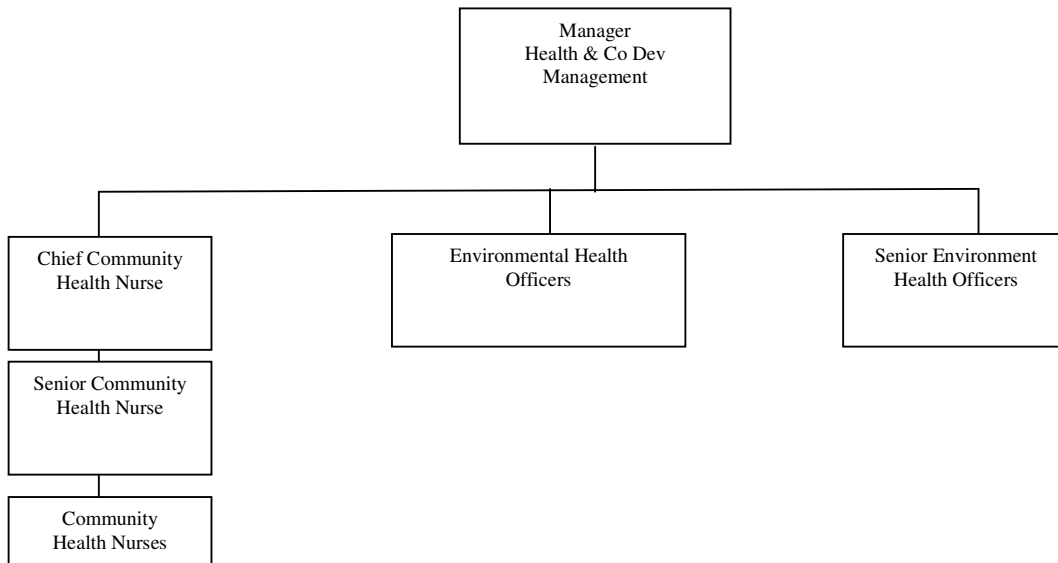 Manager
Health & Co Dev
Management
Chief Community
Health Nurse
Environmental Health
Officers
Senior Environment
Health Officers
Senior Community
Health Nurse
Community
Health Nurses